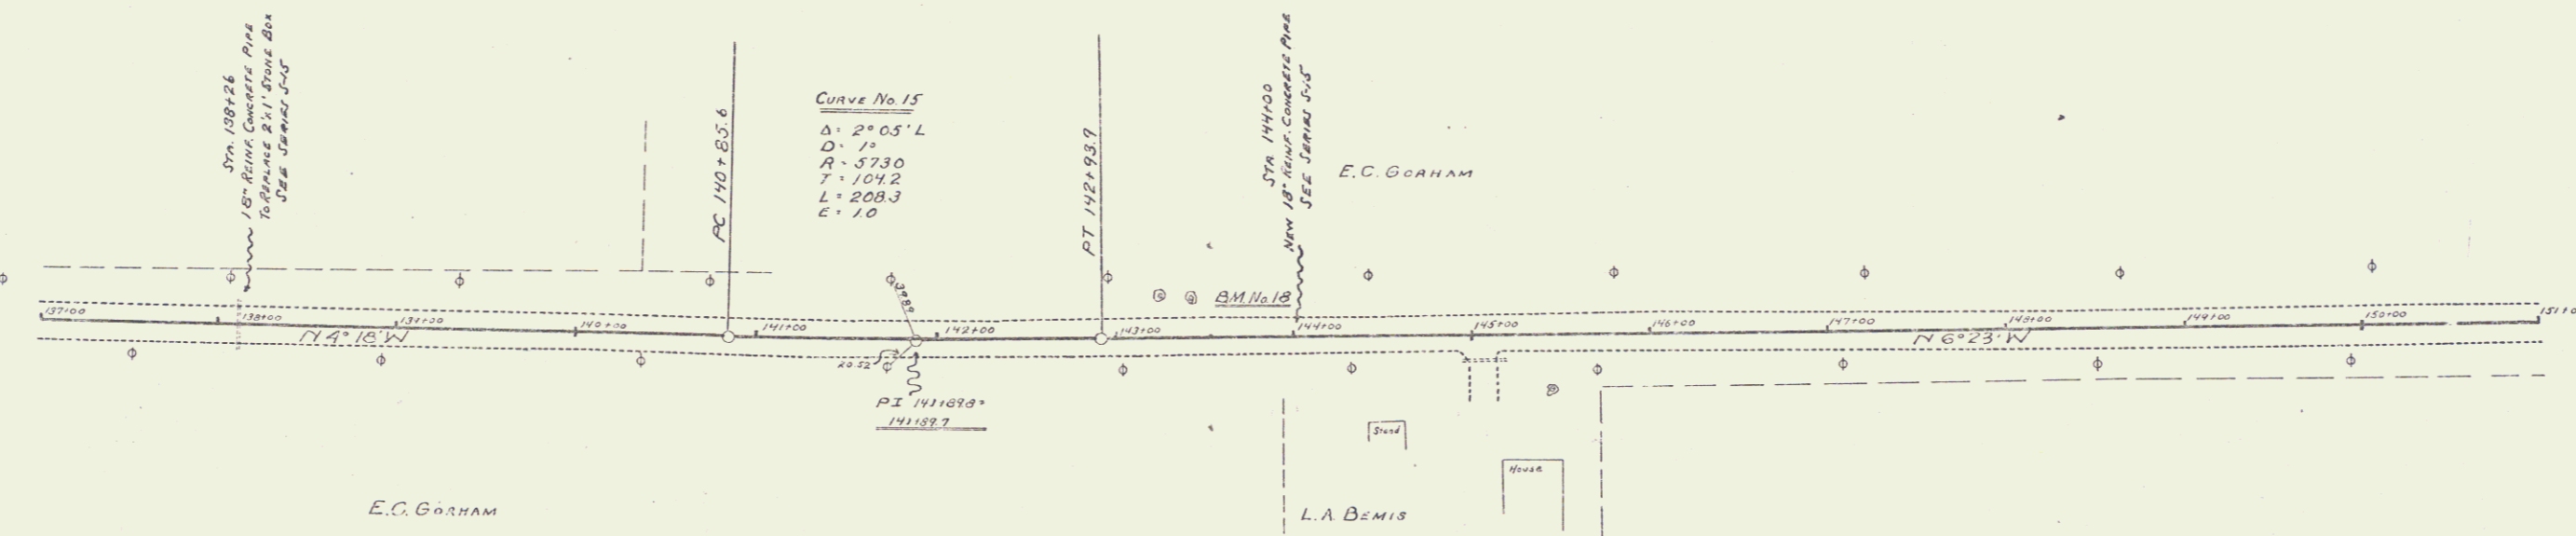 STA. 138+26
18" REINF. CONCRETE PIPE
TO REPLACE 2'x1' STONE BOX
SEE SERIES S-15
PC 140+85.6
CURVE No. 15
Δ= 2° 05' L
D= 1°
R= 5730
T= 104.2
L= 208.3
E= 1.0
PT 142+93.9
STA 144+00
NEW 18" REINF. CONCRETE PIPE
SEE SERIES S-15
E.C. GORHAM
B.M. No. 18
137+00
138+00
139+00
140+00
141+00
142+00
143+00
144+00
145+00
146+00
147+00
148+00
149+00
150+00
N 4° 18' W
N 6° 23' W
20.52
PI 141+89.8=
141+89.7
Stand
House
E.C. GORHAM
L.A. BEMIS